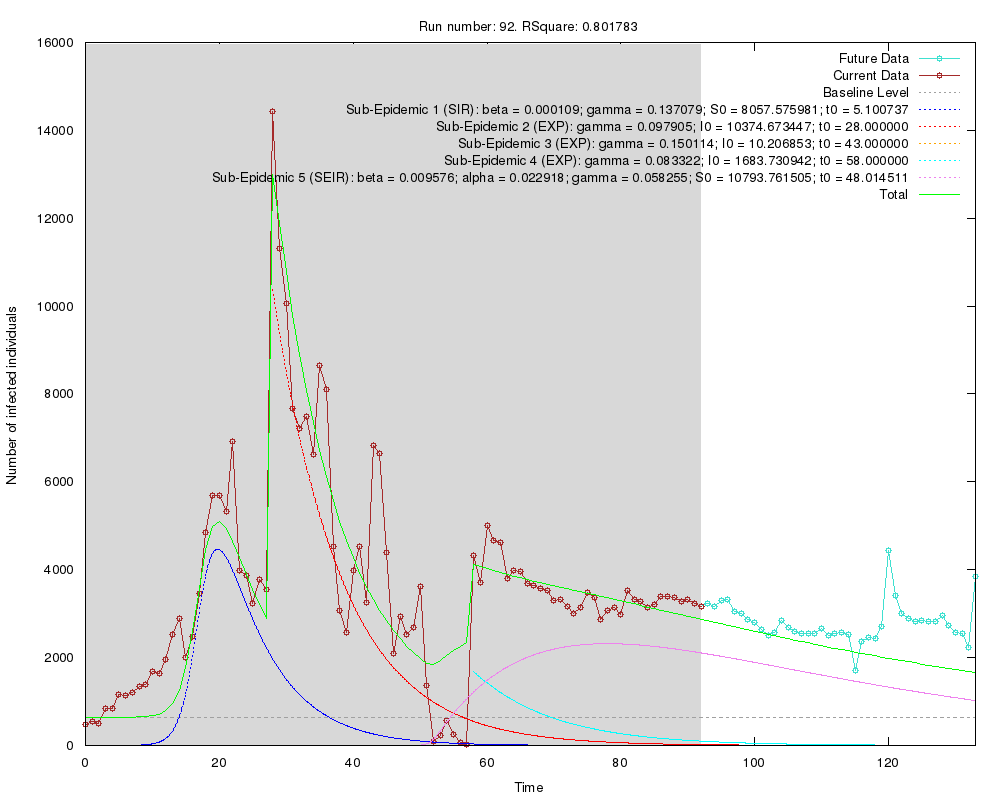 Run number: 92. RSquare: 0.801783
16000
14000
12000
10000
8000
6000
4000
2000
0
Number of infected individuals
Future Data
Current Data
Baseline Level
Sub-Epidemic 1 (SIR): beta = 0.000109; gamma = 0.137079; S0 = 8057.575981; t0 = 5.100737
Sub-Epidemic 2 (EXP): gamma = 0.097905; I0 = 10374.673447; t0 = 28.000000
Sub-Epidemic 3 (EXP): gamma = 0.150114; I0 = 10.206853; t0 = 43.000000
Sub-Epidemic 4 (EXP): gamma = 0.083322; I0 = 1683.730942; t0 = 58.000000
Sub-Epidemic 5 (SEIR): beta = 0.009576; alpha = 0.022918; gamma = 0.058255; S0 = 10793.761505; t0 = 48.014511
Total
0 20 40 60 80 100 120
Time